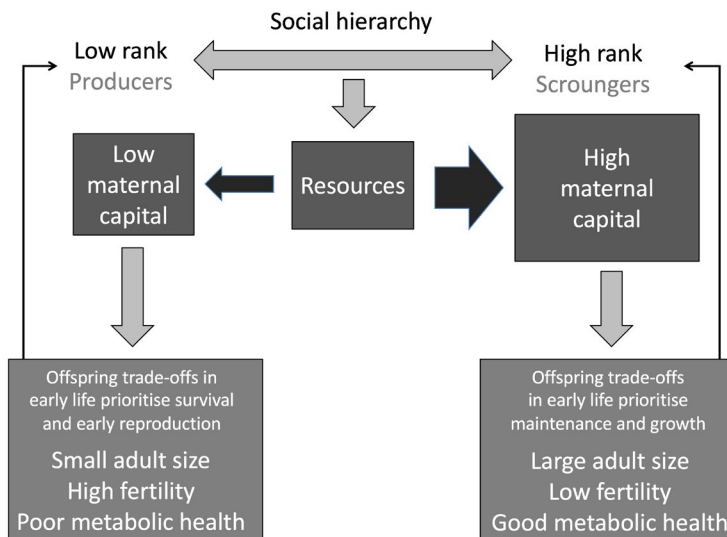 Social hierarchy
Low rank
Producers
High rank
Scroungers
Low
maternal
capital
Resources
High
maternal
capital
Offspring trade-offs in
early life prioritise survival
and early reproduction
Small adult size
High fertility
Poor metabolic health
Offspring trade-offs
in early life prioritise
maintenance and growth
Large adult size
Low fertility
Good metabolic health